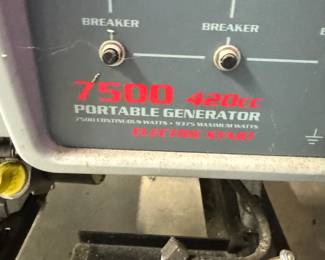 BREAKER BREAKER
7500 420cc
PORTABLE GENERATOR
7500 CONTINUOUS WATTS • 9375 MAXIMUM WATTS
ELECTRIC START